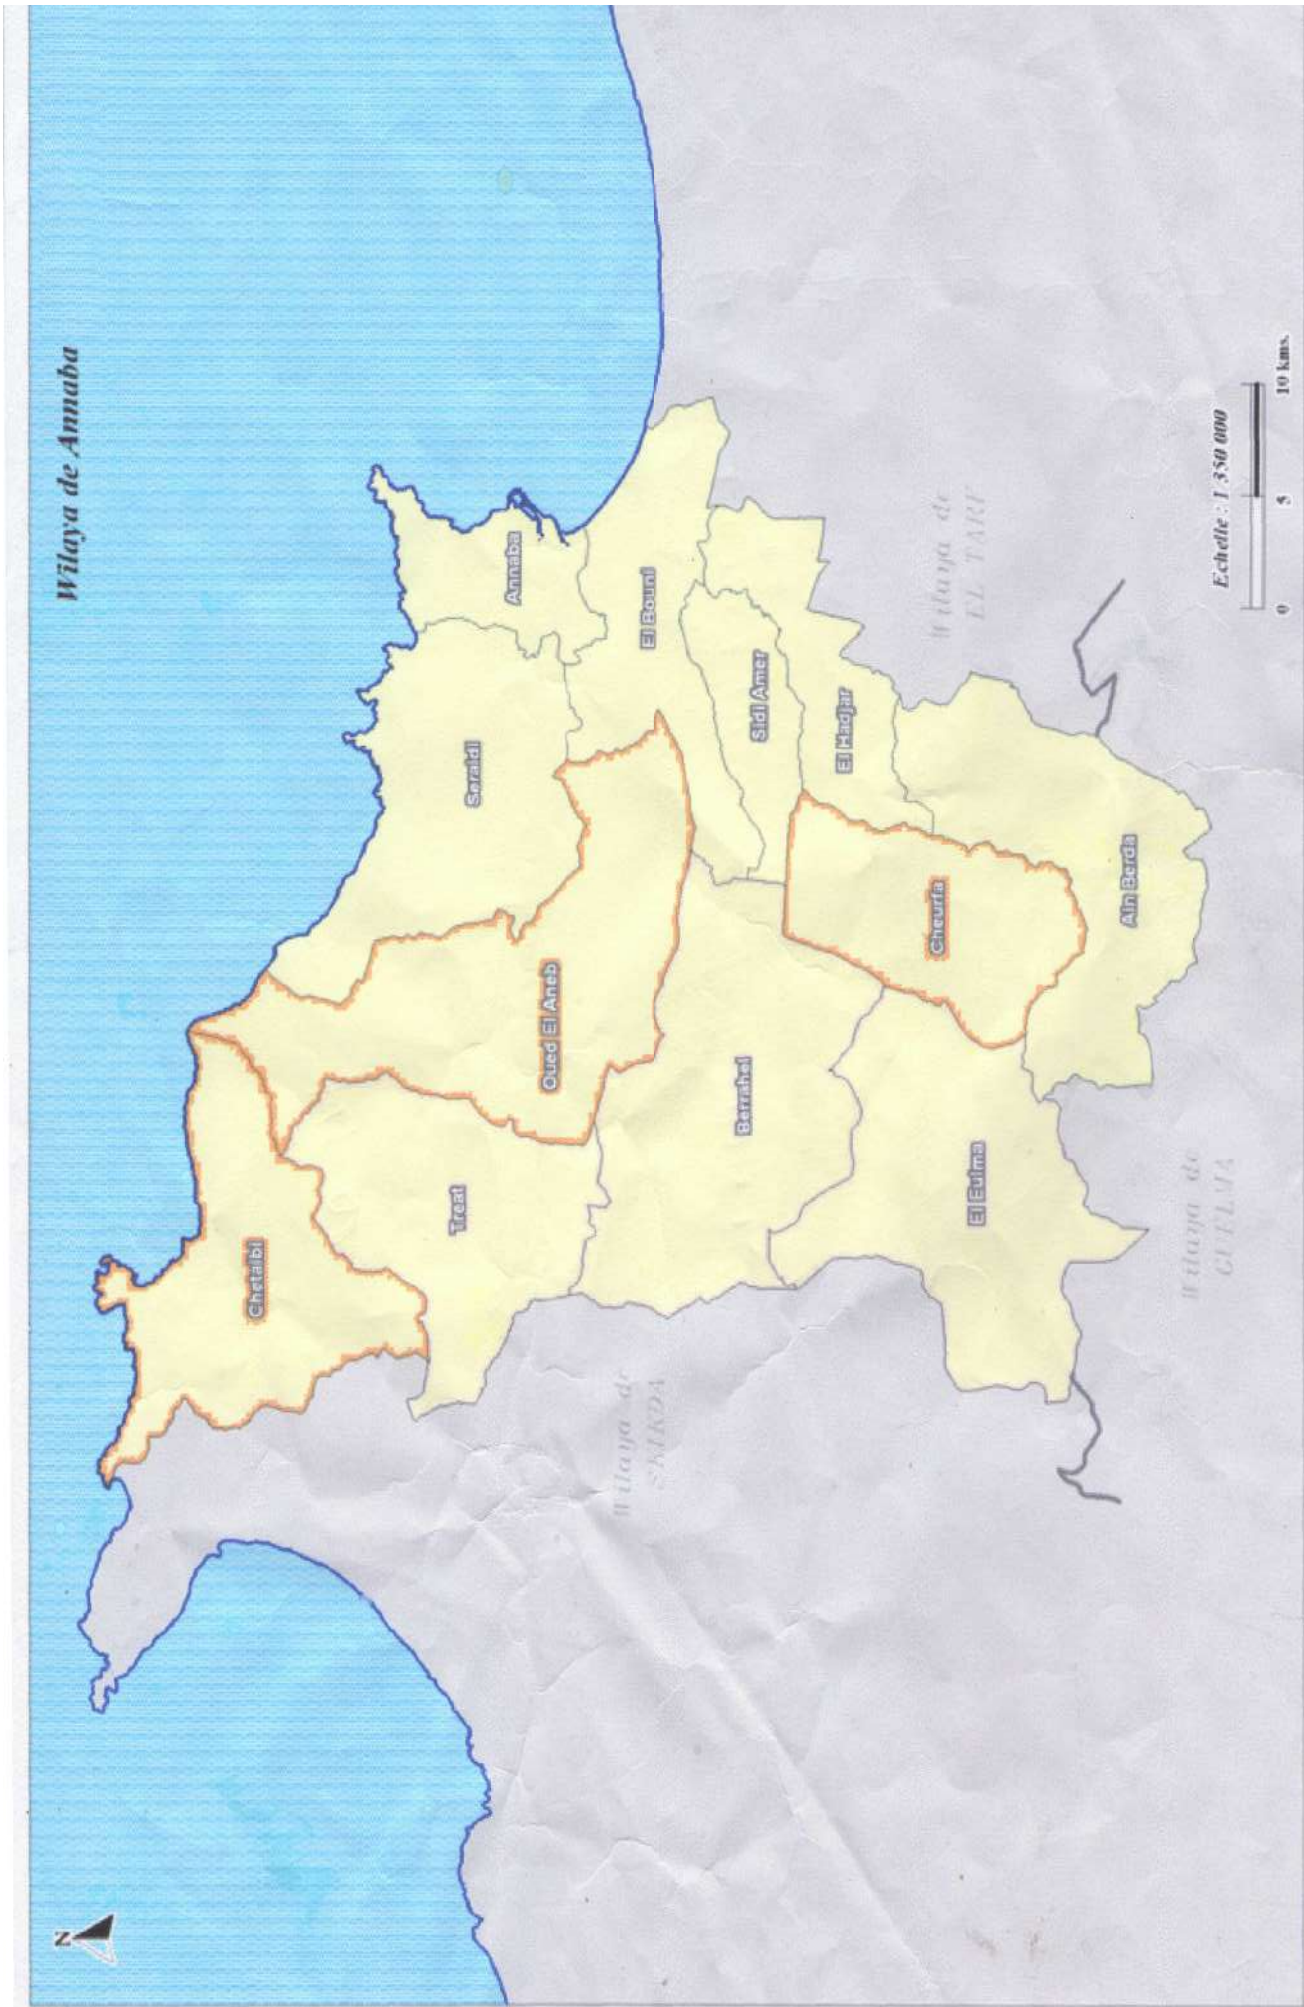 Wilaya de Annaba
N
Chetaibi
Seraidi
Annaba
Treat
Oued El Aneb
El Bouni
Berrahel
Sidi Amer
El Hadjar
Cheurfa
El Eulma
Ain Berda
Wilaya de
SKIKDA
Wilaya de
EL TARF
Wilaya de
GUELMA
Echelle : 1 350 000
0 5 10 kms.